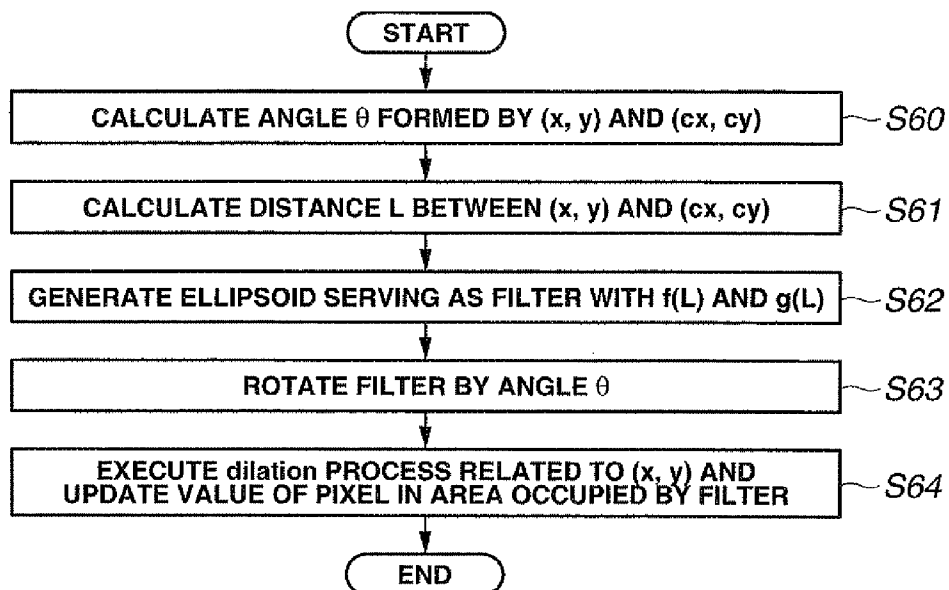 START
CALCULATE ANGLE θ FORMED BY (x, y) AND (cx, cy)
S60
CALCULATE DISTANCE L BETWEEN (x, y) AND (cx, cy)
S61
GENERATE ELLIPSOID SERVING AS FILTER WITH f(L) AND g(L)
S62
ROTATE FILTER BY ANGLE θ
S63
EXECUTE dilation PROCESS RELATED TO (x, y) AND
UPDATE VALUE OF PIXEL IN AREA OCCUPIED BY FILTER
S64
END